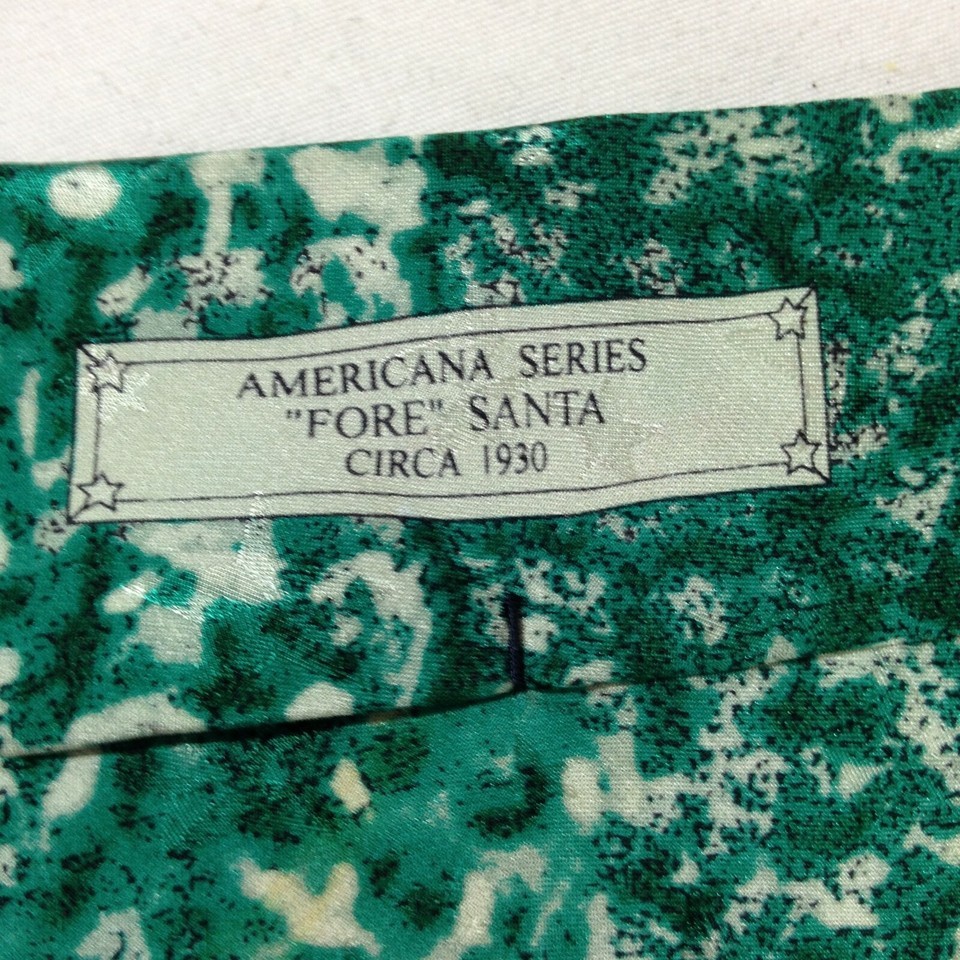 AMERICANA SERIES
"FORE" SANTA
CIRCA 1930